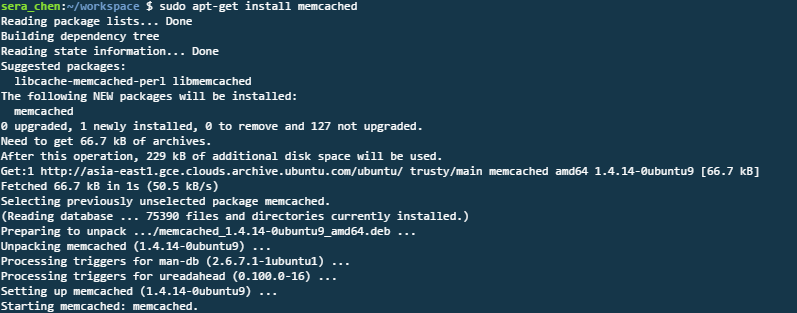 sera_chen:~/workspace $ sudo apt-get install memcached
Reading package lists... Done
Building dependency tree
Reading state information... Done
Suggested packages:
  libcache-memcached-perl libmemcached
The following NEW packages will be installed:
  memcached
0 upgraded, 1 newly installed, 0 to remove and 127 not upgraded.
Need to get 66.7 kB of archives.
After this operation, 229 kB of additional disk space will be used.
Get:1 http://asia-east1.gce.clouds.archive.ubuntu.com/ubuntu/ trusty/main memcached amd64 1.4.14-0ubuntu9 [66.7 kB]
Fetched 66.7 kB in 1s (50.5 kB/s)
Selecting previously unselected package memcached.
(Reading database ... 75390 files and directories currently installed.)
Preparing to unpack .../memcached_1.4.14-0ubuntu9_amd64.deb ...
Unpacking memcached (1.4.14-0ubuntu9) ...
Processing triggers for man-db (2.6.7.1-1ubuntu1) ...
Processing triggers for ureadahead (0.100.0-16) ...
Setting up memcached (1.4.14-0ubuntu9) ...
Starting memcached: memcached.